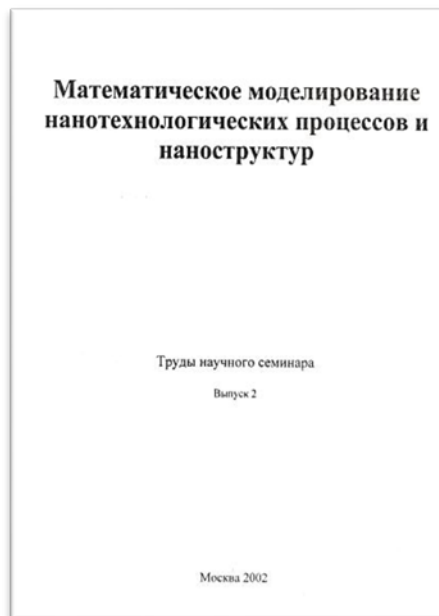 Математическое моделирование
нанотехнологических процессов и
наноструктур
Труды научного семинара
Выпуск 2
Москва 2002